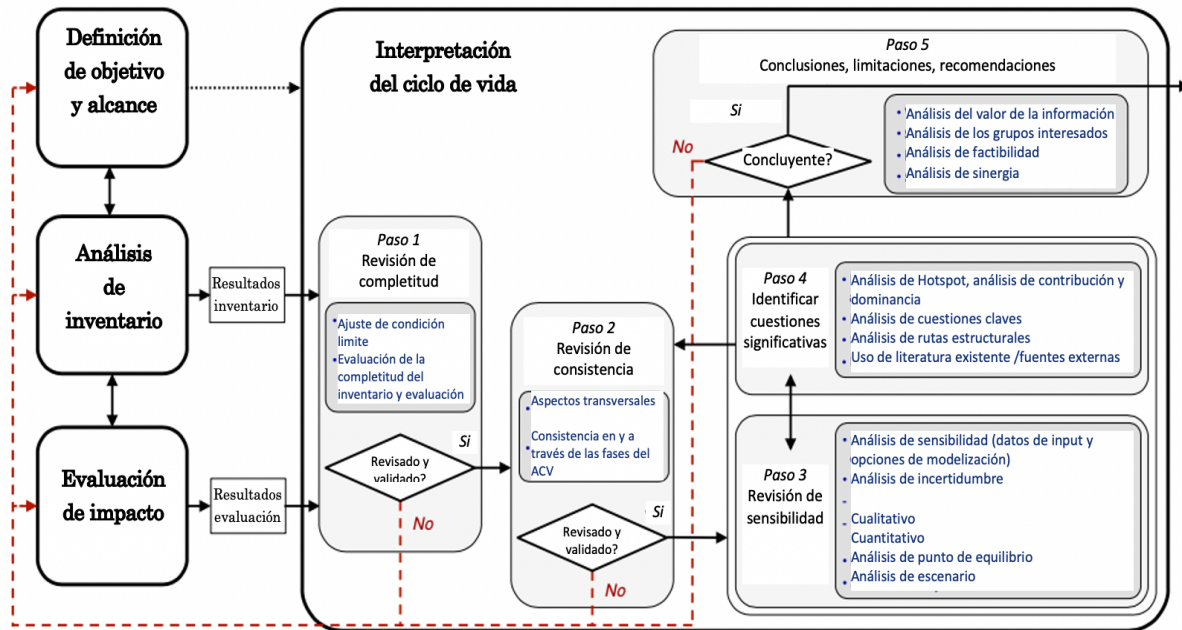 Definición
de objetivo
y alcance
Análisis
de
inventario
Evaluación
de impacto
Resultados
inventario
Resultados
evaluación
Interpretación
del ciclo de vida
Paso 1
Revisión de
completitud
•Ajuste de condición
limite
•Evaluación de la
completitud del
inventario y evaluación
Revisado y
validado?
Si
No
Paso 2
Revisión de
consistencia
Aspectos transversales
•
Consistencia en y a
• través de las fases del
ACV
Revisado y
validado?
Si
No
Paso 3
Revisión de
sensibilidad
• Análisis de sensibilidad (datos de input y
opciones de modelización)
• Análisis de incertidumbre
-
- Cualitativo
Cuantitativo
• Análisis de punto de equilibrio
• Análisis de escenario
Paso 4
Identificar
cuestiones
significativas
• Análisis de Hotspot, análisis de contribución y
dominancia
• Análisis de cuestiones claves
• Análisis de rutas estructurales
• Uso de literatura existente /fuentes externas
Paso 5
Conclusiones, limitaciones, recomendaciones
Si
No
Concluyente?
• Análisis del valor de la información
• Análisis de los grupos interesados
• Análisis de factibilidad
• Análisis de sinergia